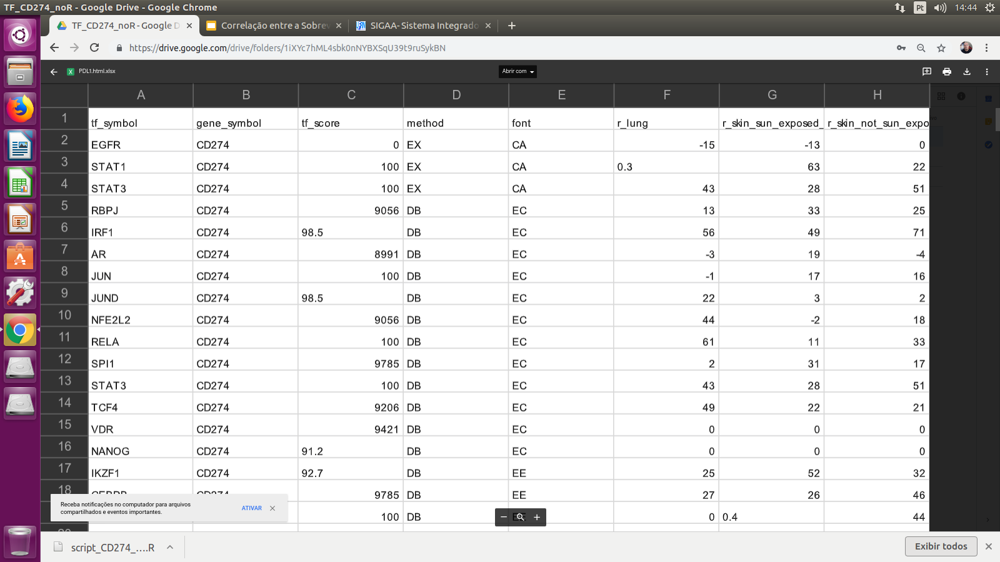 TF_CD274_noR - Google Drive - Google Chrome
Pt
14:44
TF_CD274_noR - Google D
Correlação entre a Sobrev
SIGAA- Sistema Integrado
https://drive.google.com/drive/folders/1iXYc7hML4sbk0nNYBXSqU39t9ruSykBN
PDL1.html.xlsx
Abrir com
A B C D E F G H
1 tf_symbol gene_symbol tf_score method font r_lung r_skin_sun_exposed_ r_skin_not_sun_expo
2 EGFR CD274 0 EX CA -15 -13 0
3 STAT1 CD274 100 EX CA 0.3 63 22
4 STAT3 CD274 100 EX CA 43 28 51
5 RBPJ CD274 9056 DB EC 13 33 25
6 IRF1 CD274 98.5 DB EC 56 49 71
7 AR CD274 8991 DB EC -3 19 -4
8 JUN CD274 100 DB EC -1 17 16
9 JUND CD274 98.5 DB EC 22 3 2
10 NFE2L2 CD274 9056 DB EC 44 -2 18
11 RELA CD274 100 DB EC 61 11 33
12 SPI1 CD274 9785 DB EC 2 31 17
13 STAT3 CD274 100 DB EC 43 28 51
14 TCF4 CD274 9206 DB EC 49 22 21
15 VDR CD274 9421 DB EC 0 0 0
16 NANOG CD274 91.2 DB EC 0 0 0
17 IKZF1 CD274 92.7 DB EE 25 52 32
18 CD274 9785 DB EE 27 26 46
100 DB EE 0 0.4 44
Receba notificações no computador para arquivos
compartilhados e eventos importantes.
ATIVAR
script_CD274_....R
Exibir todos